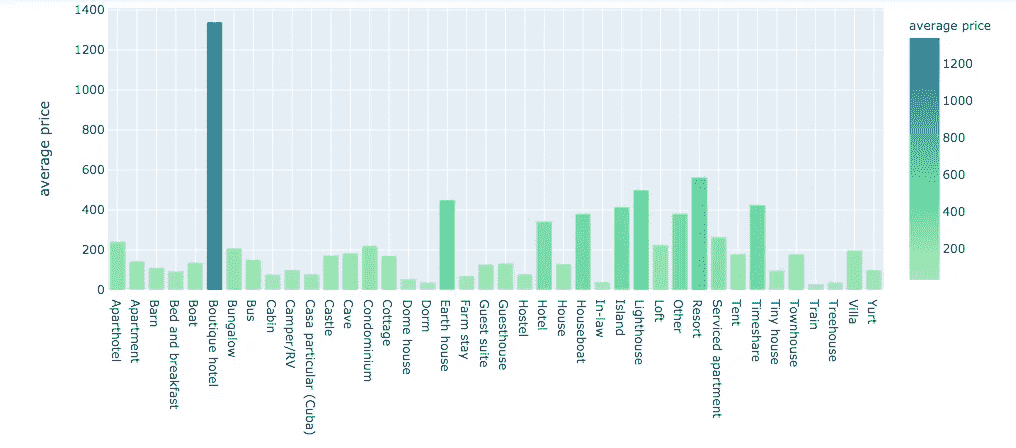 average price
1400
1200
1000
800
600
400
200
0
Aparthotel
Apartment
Barn
Bed and breakfast
Boat
Boutique hotel
Bungalow
Bus
Cabin
Camper/RV
Casa particular (Cuba)
Castle
Cave
Condominium
Cottage
Dome house
Dorm
Earth house
Farm stay
Guest suite
Guesthouse
Hostel
Hotel
House
Houseboat
In-law
Island
Lighthouse
Loft
Other
Resort
Serviced apartment
Tent
Timeshare
Tiny house
Townhouse
Train
Treehouse
Villa
Yurt
average price
1200
1000
800
600
400
200